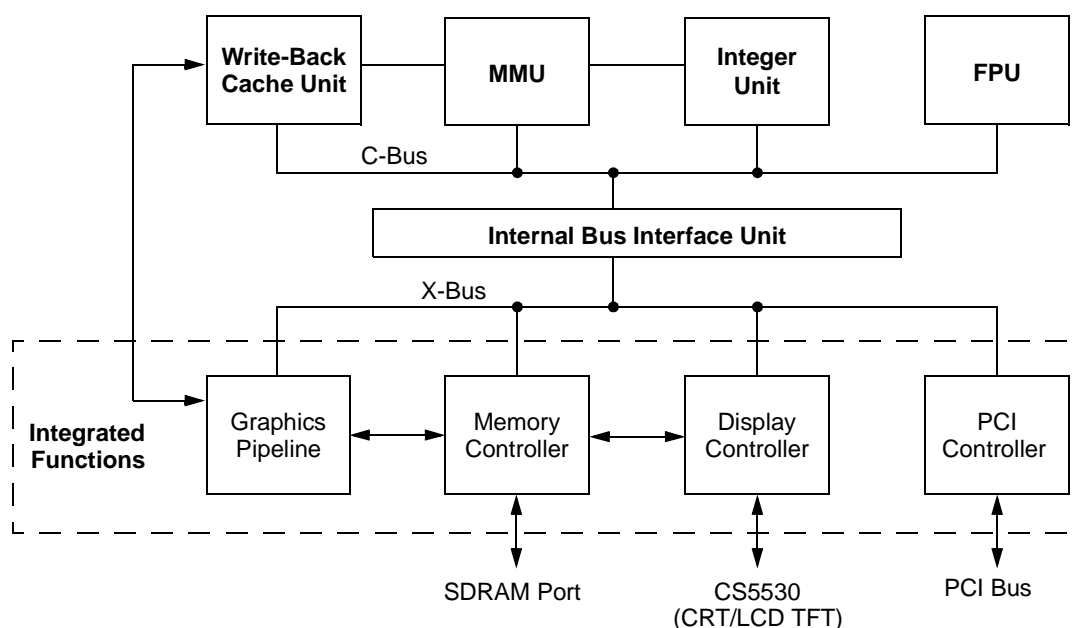 Write-Back
Cache Unit
MMU
Integer
Unit
FPU
C-Bus
Internal Bus Interface Unit
X-Bus
Integrated
Functions
Graphics
Pipeline
Memory
Controller
Display
Controller
PCI
Controller
SDRAM Port
CS5530
(CRT/LCD TFT)
PCI Bus